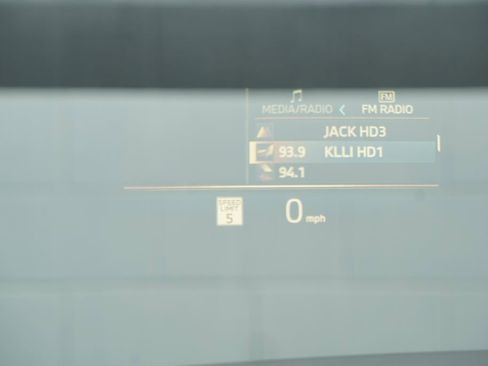 MEDIA/RADIO < FM FM RADIO
JACK HD3
93.9 KLLI HD1
94.1
SPEED
LIMIT
5
0 mph